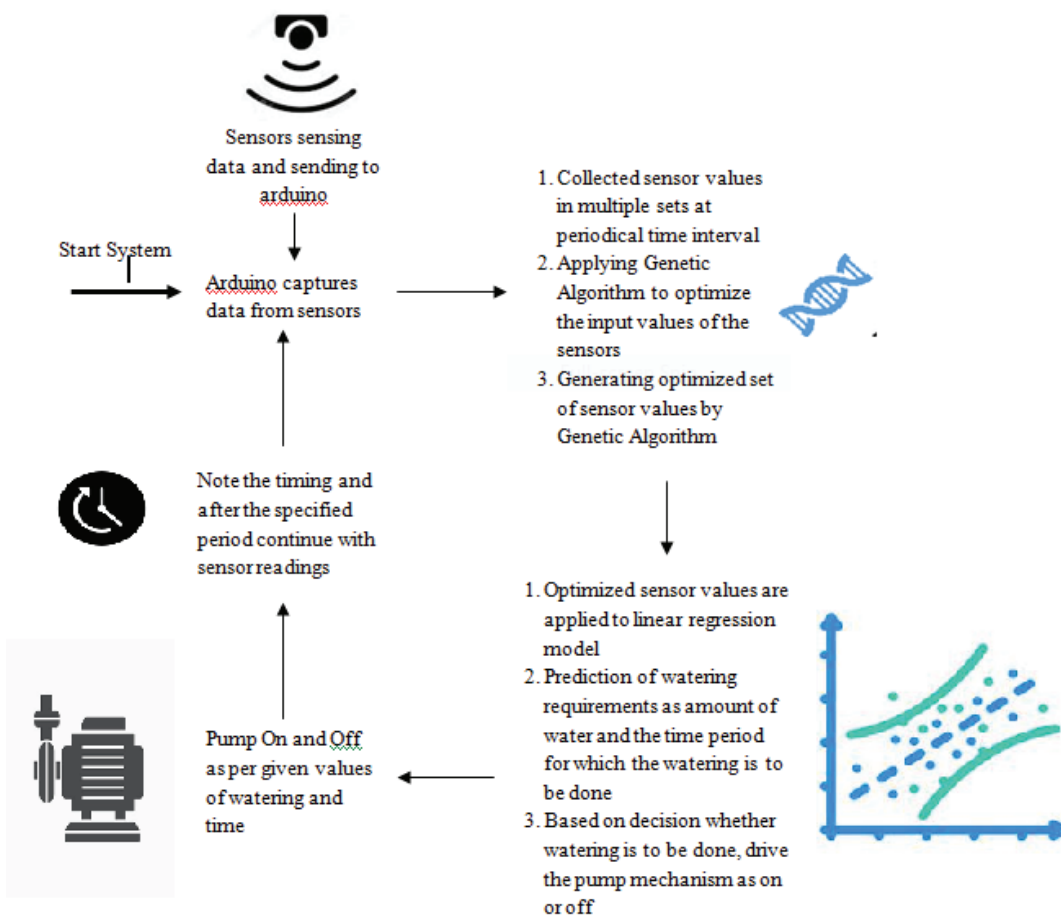 Sensors sensing
data and sending to
arduino
Start System
Arduino captures
data from sensors
1. Collected sensor values
in multiple sets at
periodical time interval
2. Applying Genetic
Algorithm to optimize
the input values of the
sensors
3. Generating optimized set
of sensor values by
Genetic Algorithm
1. Optimized sensor values are
applied to linear regression
model
2. Prediction of watering
requirements as amount of
water and the time period
for which the watering is to
be done
3. Based on decision whether
watering is to be done, drive
the pump mechanism as on
or off
Pump On and Off
as per given values
of watering and
time
Note the timing and
after the specified
period continue with
sensor readings